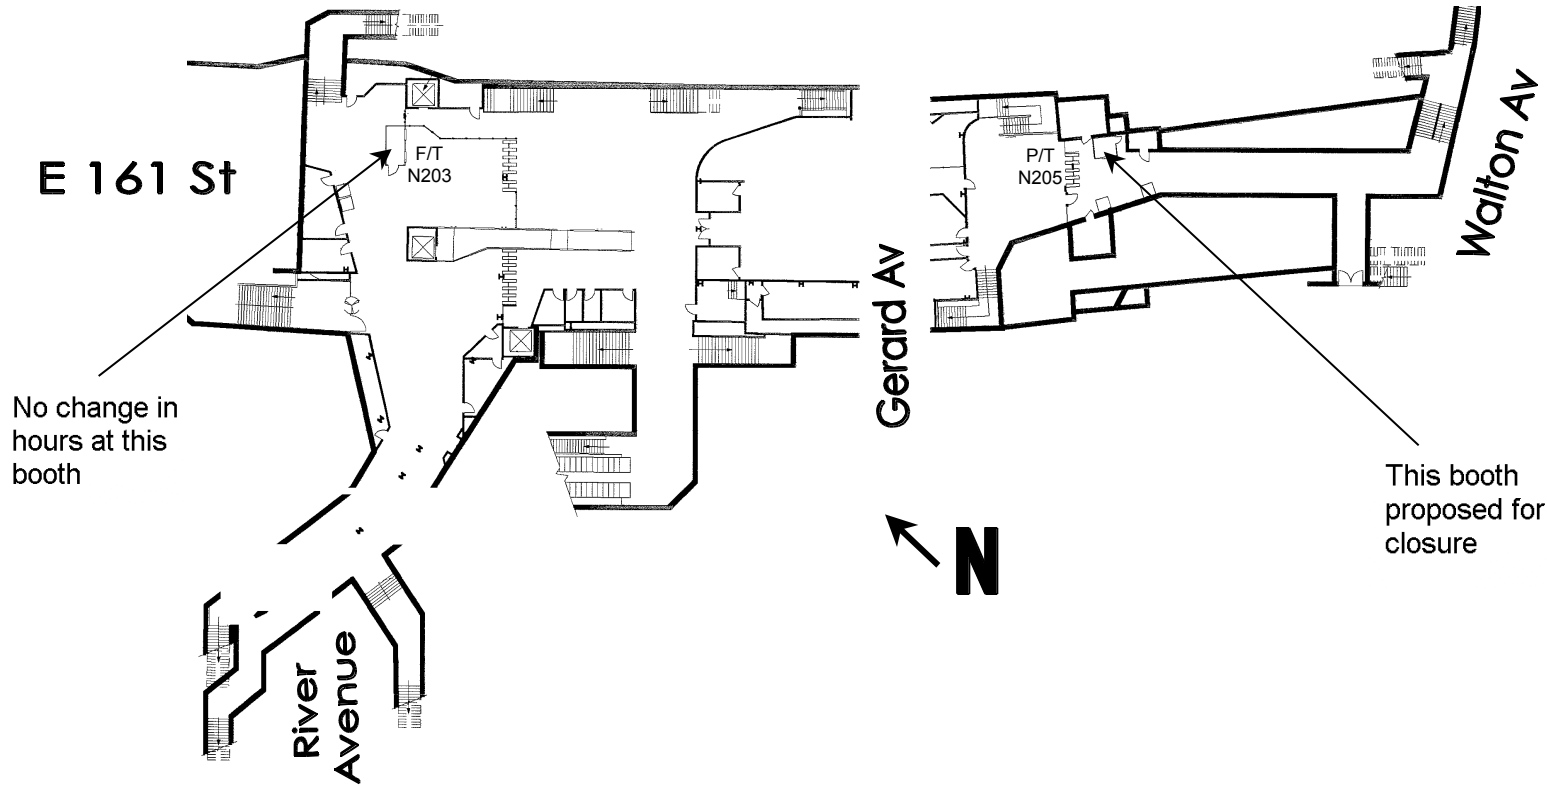 E 161 St
F/T
N203
P/T
N205
Walton Av
Gerard Av
No change in
hours at this
booth
This booth
proposed for
closure
N
River
Avenue